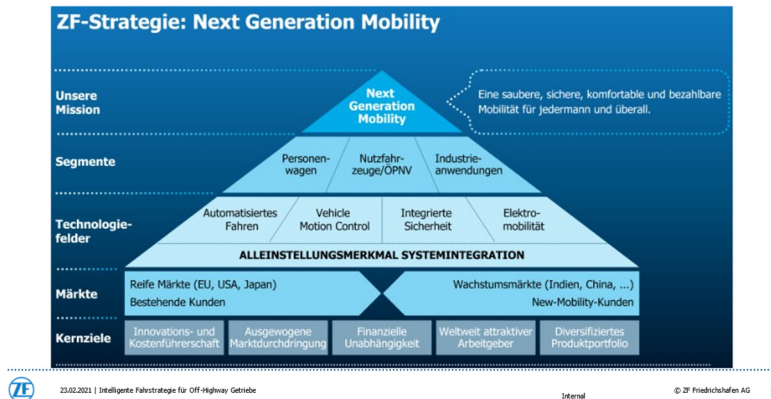 ZF-Strategie: Next Generation Mobility
Unsere
Mission
Next
Generation
Mobility
Eine saubere, sichere, komfortable und bezahlbare
Mobilität für jedermann und überall.
Segmente
Personen-
wagen
Nutzfahr-
zeuge/ÖPNV
Industrie-
anwendungen
Technologie-
felder
Automatisiertes
Fahren
Vehicle
Motion Control
Integrierte
Sicherheit
Elektro-
mobilität
ALLEINSTELLUNGSMERKMAL SYSTEMINTEGRATION
Märkte
Reife Märkte (EU, USA, Japan)
Bestehende Kunden
Wachstumsmärkte (Indien, China, ...)
New-Mobility-Kunden
Kernziele
Innovations- und
Kostenführerschaft
Ausgewogene
Marktdurchdringung
Finanzielle
Unabhängigkeit
Weltweit attraktiver
Arbeitgeber
Diversifiziertes
Produktportfolio
ZF
23.02.2021 | Intelligente Fahrstrategie für Off-Highway Getriebe
Internal
© ZF Friedrichshafen AG